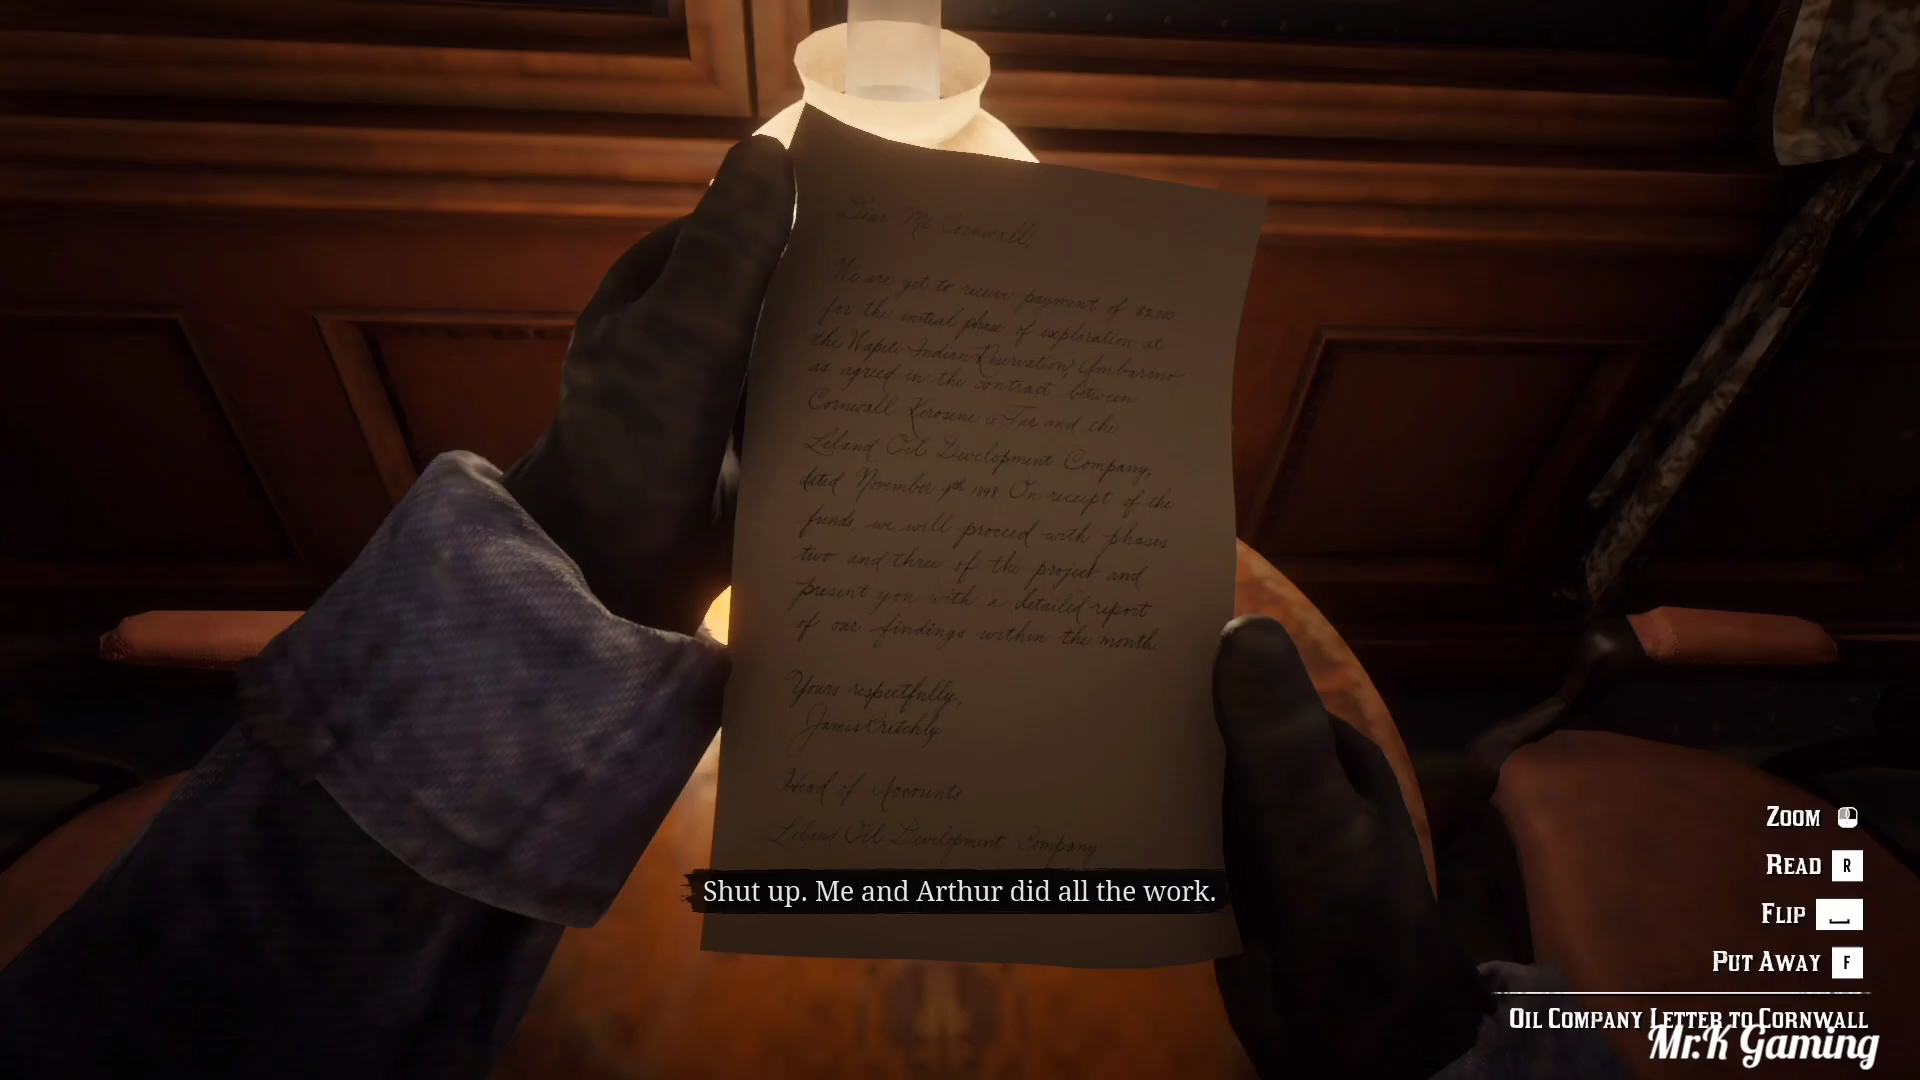 Dear Mr Cornwall,
We are yet to receive payment of $2,000
for the initial phase of exploration at
the Wapiti Indian Reservation, Ambarino
as agreed in the contract between
Cornwall Kerosene & Tar and the
Leland Oil Development Company,
dated November 9th 1898 On receipt of the
funds, we will proceed with phases
two and three of the project and
present you with a detailed report
of our findings within the month.
Yours respectfully,
James Critchly
Head of Accounts
Leland Oil Development Company
Shut up. Me and Arthur did all the work.
ZOOM
READ R
FLIP
PUT AWAY F
OIL COMPANY LETTER TO CORNWALL
Mr.K Gaming